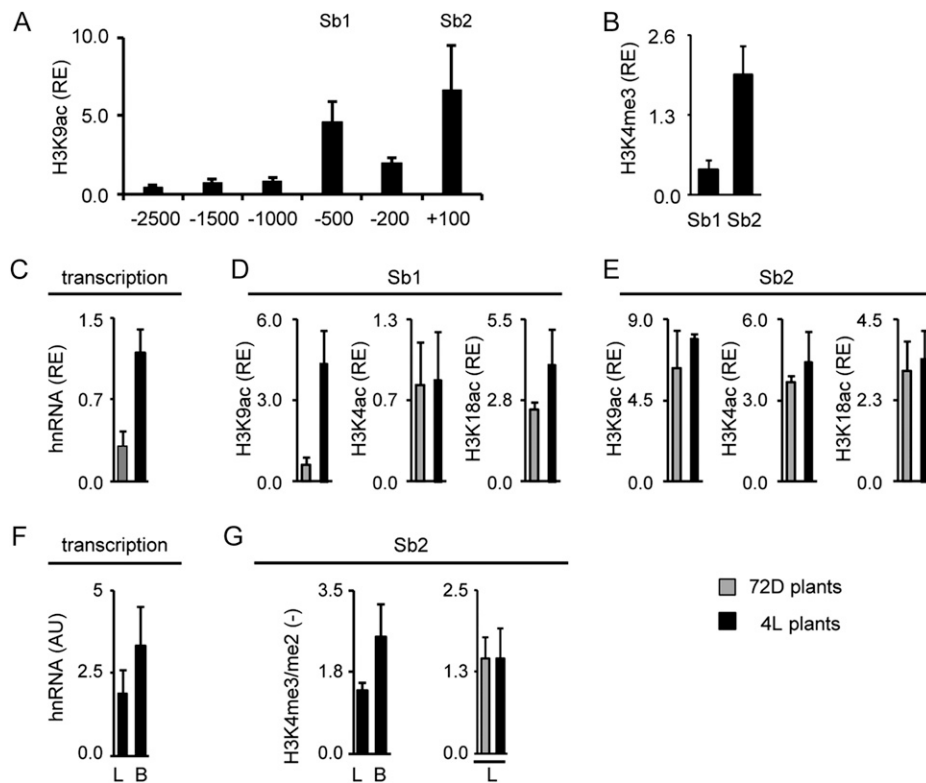 A
Sb1
Sb2
H3K9ac (RE)
10.0
5.0
0.0
-2500 -1500 -1000 -500 -200 +100
B
H3K4me3 (RE)
2.6
1.3
0.0
Sb1 Sb2
C
transcription
hnRNA (RE)
1.5
0.7
0.0
D
Sb1
H3K9ac (RE)
6.0
3.0
0.0
H3K4ac (RE)
1.3
0.7
0.0
H3K18ac (RE)
5.5
2.8
0.0
E
Sb2
H3K9ac (RE)
9.0
4.5
0.0
H3K4ac (RE)
6.0
3.0
0.0
H3K18ac (RE)
4.5
2.3
0.0
F
transcription
hnRNA (AU)
5
2.5
0.0
L B
G
Sb2
H3K4me3/me2 (-)
3.5
1.8
0.0
L B
2.5
1.3
0.0
L
72D plants
4L plants